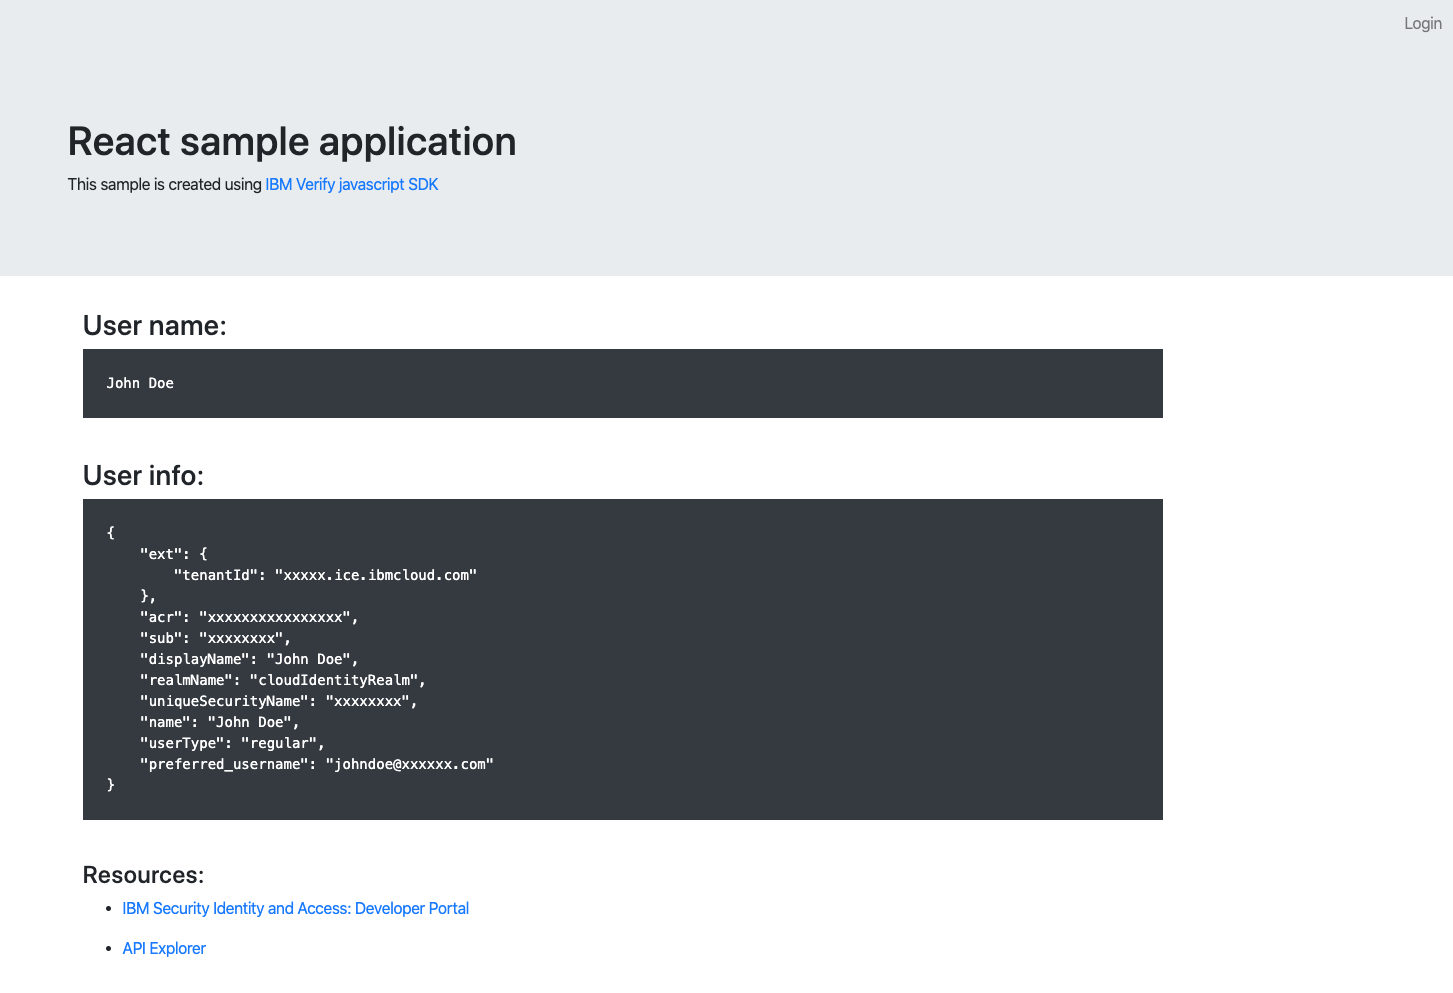 Login
React sample application
This sample is created using IBM Verify javascript SDK
User name:
John Doe
User info:
{
    "ext": {
        "tenantId": "xxxxx.ice.ibmcloud.com"
    },
    "acr": "xxxxxxxxxxxxxxxx",
    "sub": "xxxxxxxx",
    "displayName": "John Doe",
    "realmName": "cloudIdentityRealm",
    "uniqueSecurityName": "xxxxxxxx",
    "name": "John Doe",
    "userType": "regular",
    "preferred_username": "johndoe@xxxxxx.com"
}
Resources:
• IBM Security Identity and Access: Developer Portal
• API Explorer